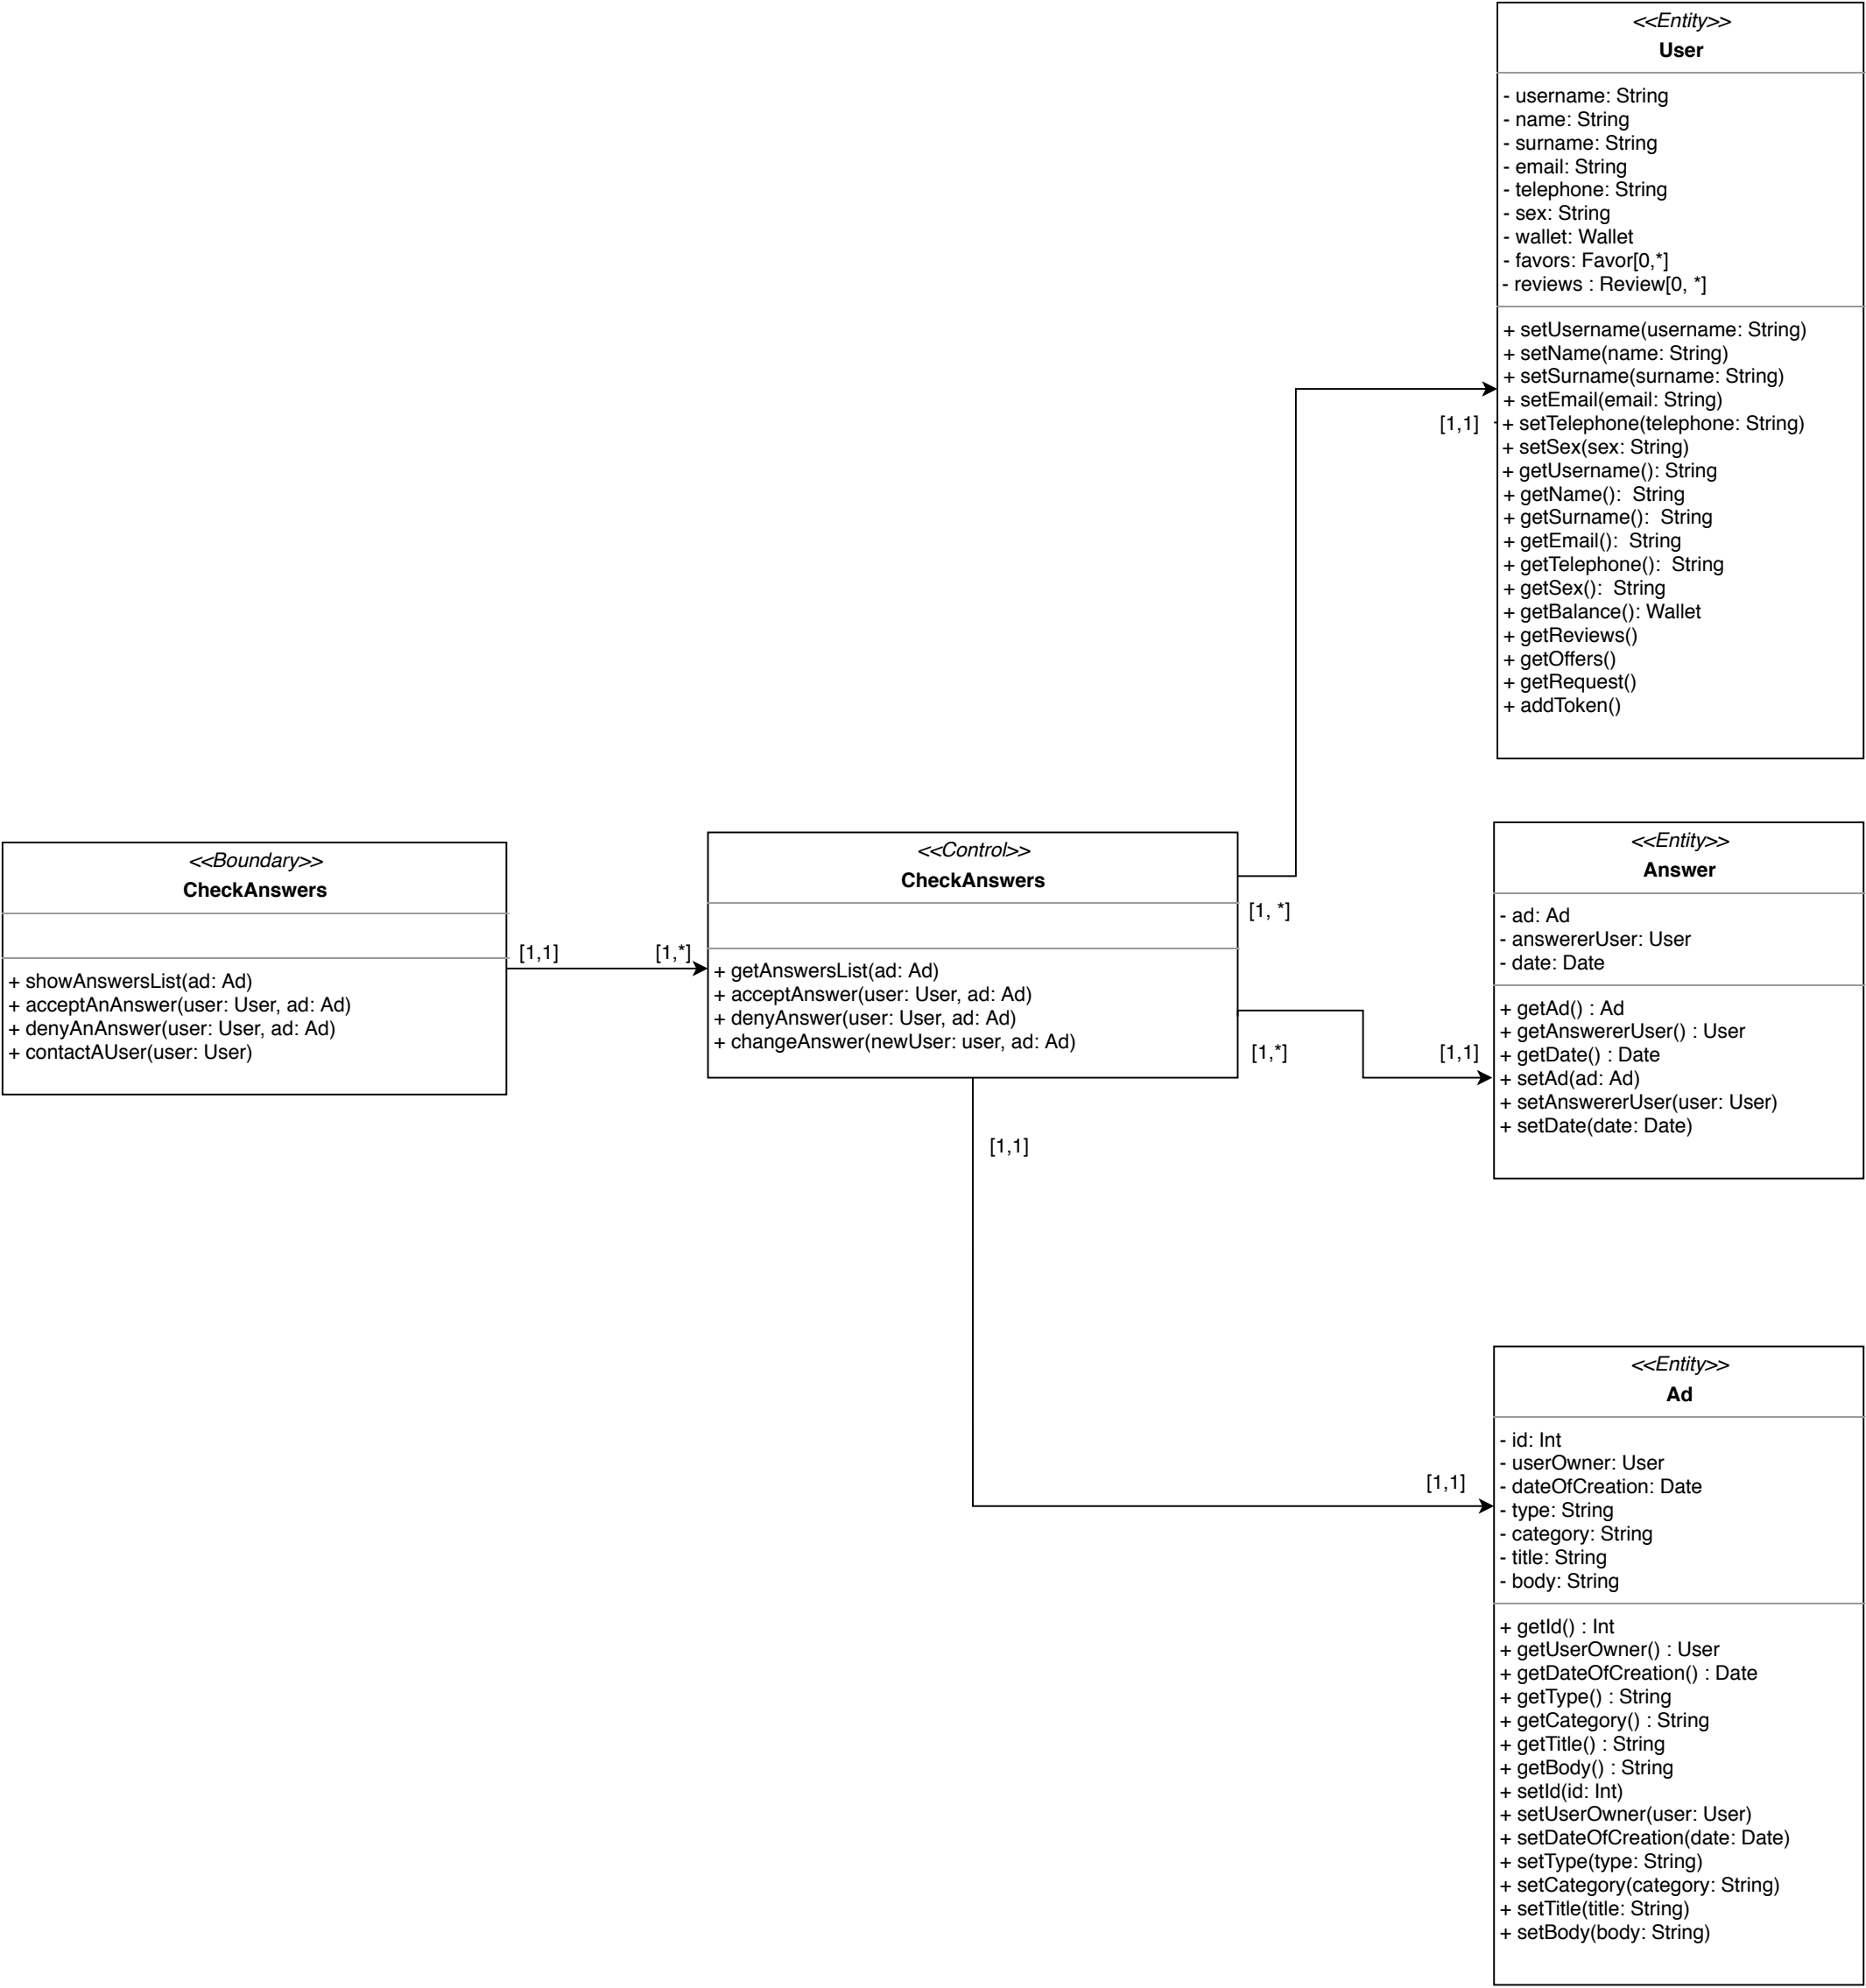 <<Entity>>
User
- username: String
- name: String
- surname: String
- email: String
- telephone: String
- sex: String
- wallet: Wallet
- favors: Favor[0,*]
- reviews : Review[0, *]
+ setUsername(username: String)
+ setName(name: String)
+ setSurname(surname: String)
+ setEmail(email: String)
+ setTelephone(telephone: String)
+ setSex(sex: String)
+ getUsername(): String
+ getName():  String
+ getSurname():  String
+ getEmail():  String
+ getTelephone():  String
+ getSex():  String
+ getBalance(): Wallet
+ getReviews()
+ getOffers()
+ getRequest()
+ addToken()
[1,1]
<<Boundary>>
CheckAnswers
+ showAnswersList(ad: Ad)
+ acceptAnAnswer(user: User, ad: Ad)
+ denyAnAnswer(user: User, ad: Ad)
+ contactAUser(user: User)
[1,1]
[1,*]
<<Control>>
CheckAnswers
+ getAnswersList(ad: Ad)
+ acceptAnswer(user: User, ad: Ad)
+ denyAnswer(user: User, ad: Ad)
+ changeAnswer(newUser: user, ad: Ad)
[1, *]
[1,*]
[1,1]
[1,1]
<<Entity>>
Answer
- ad: Ad
- answererUser: User
- date: Date
+ getAd() : Ad
+ getAnswererUser() : User
+ getDate() : Date
+ setAd(ad: Ad)
+ setAnswererUser(user: User)
+ setDate(date: Date)
[1,1]
<<Entity>>
Ad
- id: Int
- userOwner: User
- dateOfCreation: Date
- type: String
- category: String
- title: String
- body: String
+ getId() : Int
+ getUserOwner() : User
+ getDateOfCreation() : Date
+ getType() : String
+ getCategory() : String
+ getTitle() : String
+ getBody() : String
+ setId(id: Int)
+ setUserOwner(user: User)
+ setDateOfCreation(date: Date)
+ setType(type: String)
+ setCategory(category: String)
+ setTitle(title: String)
+ setBody(body: String)